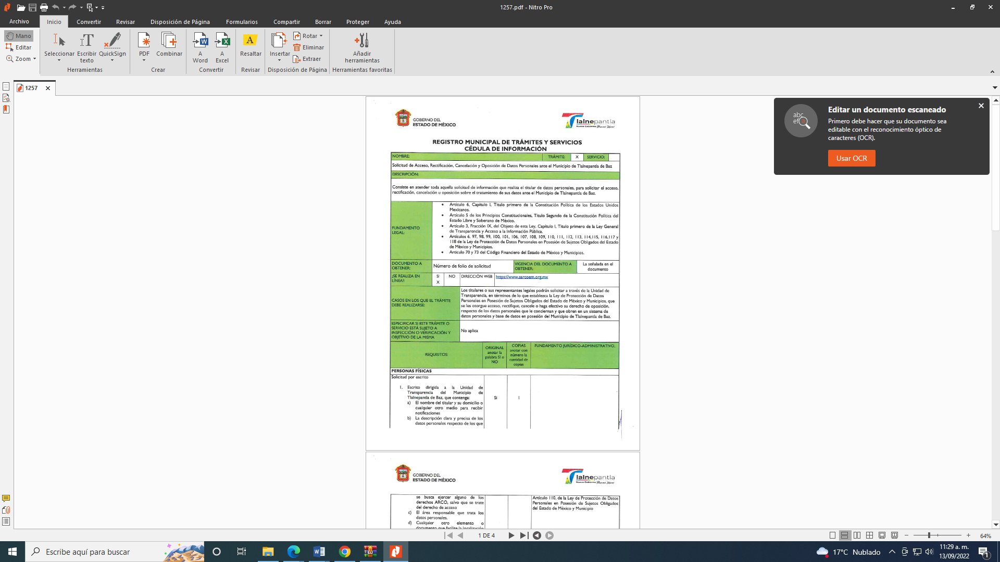 1257.pdf - Nitro Pro
Archivo
Inicio
Convertir
Revisar
Disposición de Página
Formularios
Compartir
Borrar
Proteger
Ayuda
Mano
Editar
Zoom
Seleccionar
Escribir texto
QuickSign
Herramientas
PDF
Combinar
Crear
A Word
A Excel
Convertir
Resaltar
Revisar
Insertar
Rotar
Eliminar
Extraer
Disposición de Página
Añadir herramientas
Herramientas favoritas
1257
Editar un documento escaneado
Primero debe hacer que su documento sea
editable con el reconocimiento óptico de
caracteres (OCR).
Usar OCR
GOBIERNO DEL
ESTADO DE MÉXICO
Tlalnepantla
REGISTRO MUNICIPAL DE TRÁMITES Y SERVICIOS
CÉDULA DE INFORMACIÓN
NOMBRE: TRÁMITE: X SERVICIO:
Solicitud de Acceso, Rectificación, Cancelación y Oposición de Datos Personales ante el Municipio de Tlalnepantla de Baz
DESCRIPCIÓN:
Consiste en atender toda aquella solicitud de información que realiza el titular de datos personales, para solicitar el acceso,
rectificación, cancelación u oposición sobre el tratamiento de sus datos ante el Municipio de Tlalnepantla de Baz.
FUNDAMENTO
LEGAL:
• Artículo 6, Capítulo I, Titulo primero de la Constitución Política de los Estados Unidos
Mexicanos.
• Artículo 5 de los Principios Constitucionales, Titulo Segundo de la Constitución Política del
Estado Libre y Soberano de México.
• Artículo 3, Fracción IX, del Objeto de esta Ley, Capítulo I, Titulo primero de la Ley General
de Transparencia y Acceso a la Información Pública.
• Artículos 6, 97, 98, 99, 100, 101, 106, 107, 108, 109, 110, 111, 112, 113, 114,115, 116,117 y
118 de la Ley de Protección de Datos Personales en Posesión de Sujetos Obligados del Estado
de México y Municipios.
• Artículo 70 y 73 del Código Financiero del Estado de México y Municipios.
DOCUMENTO A
OBTENER:
Número de folio de solicitud
VIGENCIA DEL DOCUMENTO A
OBTENER:
La señalada en el
documento
¿SE REALIZA EN
LÍNEA?:
SI
X
NO
DIRECCIÓN WEB
https://www.sarcoem.org.mx
CASOS EN LOS QUE EL TRÁMITE
DEBE REALIZARSE:
Los titulares o sus representantes legales podrán solicitar a través de la Unidad de
Transparencia, en términos de lo que establezca la Ley de Protección de Datos
Personales en Posesión de Sujetos Obligados del Estado de México y Municipios, que
se les otorgue acceso, rectifique, cancele o haga efectivo su derecho de oposición,
respecto de los datos personales que le conciernan y que obren en un sistema de
datos personales y base de datos en posesión del Municipio de Tlalnepantla de Baz.
ESPECIFICAR SI ESTE TRÁMITE O
SERVICIO ESTÁ SUJETO A
INSPECCIÓN O VERIFICACIÓN Y
OBJETIVO DE LA MISMA
No aplica
REQUISITOS:
ORIGINAL
anotar la
palabra SI o
NO
COPIAS
anotar con
número la
cantidad de
copias
FUNDAMENTO JURÍDICO-ADMINISTRATIVO.
PERSONAS FÍSICAS
Solicitud por escrito
1. Escrito dirigida a la Unidad de
Transparencia del Municipio de
Tlalnepantla de Baz, que contenga:
a) El nombre del titular y su domicilio o
cualquier otro medio para recibir
notificaciones
b) La descripción clara y precisa de los
datos personales respecto de los que
Si
1
GOBIERNO DEL
ESTADO DE MÉXICO
Tlalnepantla
se busca ejercer alguno de los
derechos ARCO, salvo que se trate
del derecho de acceso
c) El área responsable que trata los
datos personales.
d) Cualquier otro elemento o
documento que facilite la localización
Artículo 110, de la Ley de Protección de Datos
Personales en Posesión de Sujetos Obligados
del Estado de México y Municipio
1 DE 4
64%
Escribe aquí para buscar
17°C Nublado
11:29 a. m.
13/09/2022
1